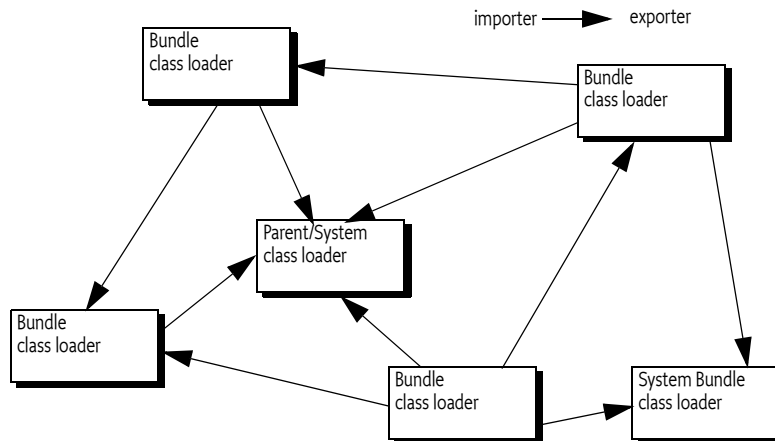 importer exporter
Bundle
class loader
Bundle
class loader
Parent/System
class loader
Bundle
class loader
Bundle
class loader
System Bundle
class loader